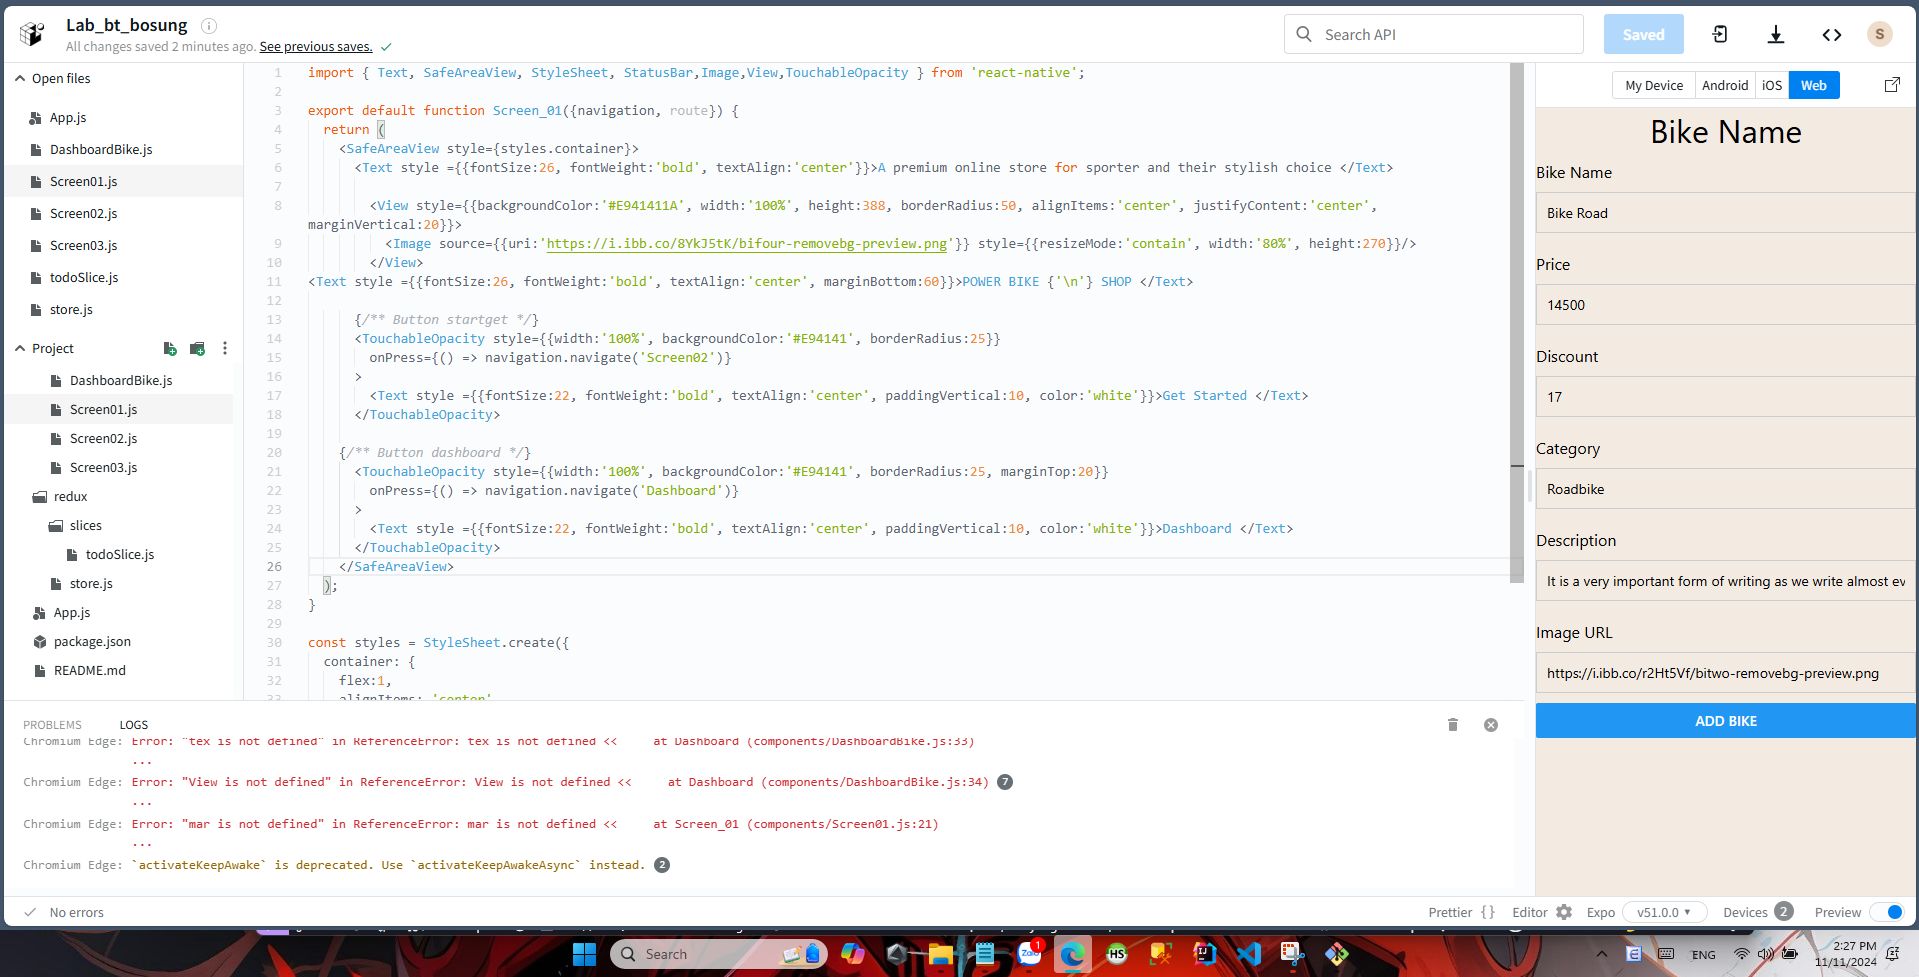 Lab_bt_bosung
All changes saved 2 minutes ago. See previous saves.
Search API
Saved
S
Open files
App.js
DashboardBike.js
Screen01.js
Screen02.js
Screen03.js
todoSlice.js
store.js
Project
DashboardBike.js
Screen01.js
Screen02.js
Screen03.js
redux
slices
todoSlice.js
store.js
App.js
package.json
README.md
1 import { Text, SafeAreaView, StyleSheet, StatusBar,Image,View,TouchableOpacity } from 'react-native';
2
3 export default function Screen_01({navigation, route}) {
4 return (
5 <SafeAreaView style={styles.container}>
6 <Text style ={{fontSize:26, fontWeight:'bold', textAlign:'center'}}>A premium online store for sporter and their stylish choice </Text>
7
8 <View style={{backgroundColor:'#E941411A', width:'100%', height:388, borderRadius:50, alignItems:'center', justifyContent:'center',
marginVertical:20}}>
9 <Image source={{uri:'https://i.ibb.co/8YkJ5tK/bifour-removebg-preview.png'}} style={{resizeMode:'contain', width:'80%', height:270}}/>
10 </View>
11 <Text style ={{fontSize:26, fontWeight:'bold', textAlign:'center', marginBottom:60}}>POWER BIKE {'\n'} SHOP </Text>
12
13 {/** Button startget */}
14 <TouchableOpacity style={{width:'100%', backgroundColor:'#E94141', borderRadius:25}}
15 onPress={() => navigation.navigate('Screen02')}
16 >
17 <Text style ={{fontSize:22, fontWeight:'bold', textAlign:'center', paddingVertical:10, color:'white'}}>Get Started </Text>
18 </TouchableOpacity>
19
20 {/** Button dashboard */}
21 <TouchableOpacity style={{width:'100%', backgroundColor:'#E94141', borderRadius:25, marginTop:20}}
22 onPress={() => navigation.navigate('Dashboard')}
23 >
24 <Text style ={{fontSize:22, fontWeight:'bold', textAlign:'center', paddingVertical:10, color:'white'}}>Dashboard </Text>
25 </TouchableOpacity>
26 </SafeAreaView>
27 );
28 }
29
30 const styles = StyleSheet.create({
31 container: {
32 flex:1,
33 alignItems: 'center'
My Device Android iOS Web
Bike Name
Bike Name
Bike Road
Price
14500
Discount
17
Category
Roadbike
Description
It is a very important form of writing as we write almost ev
Image URL
https://i.ibb.co/r2Ht5Vf/bitwo-removebg-preview.png
ADD BIKE
PROBLEMS LOGS
Chromium Edge: Error: "tex is not defined" in ReferenceError: tex is not defined << at Dashboard (components/DashboardBike.js:33)
...
Chromium Edge: Error: "View is not defined" in ReferenceError: View is not defined << at Dashboard (components/DashboardBike.js:34) 7
...
Chromium Edge: Error: "mar is not defined" in ReferenceError: mar is not defined << at Screen_01 (components/Screen01.js:21)
...
Chromium Edge: `activateKeepAwake` is deprecated. Use `activateKeepAwakeAsync` instead. 2
No errors
Prettier { } Editor Expo v51.0.0 Devices 2 Preview
Search
Zalo 1
HS
IJ
ENG
2:27 PM
11/11/2024